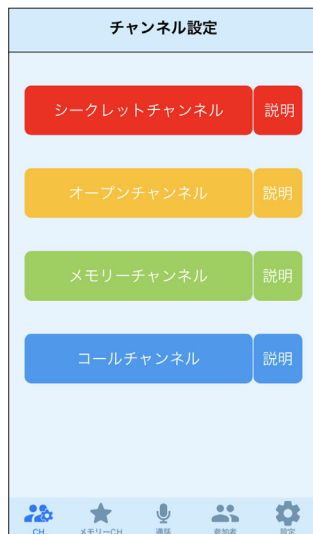 チャンネル設定
シークレットチャンネル 説明
オープンチャンネル 説明
メモリーチャンネル 説明
コールチャンネル 説明
CH メモリーCH 通話 参加者 設定